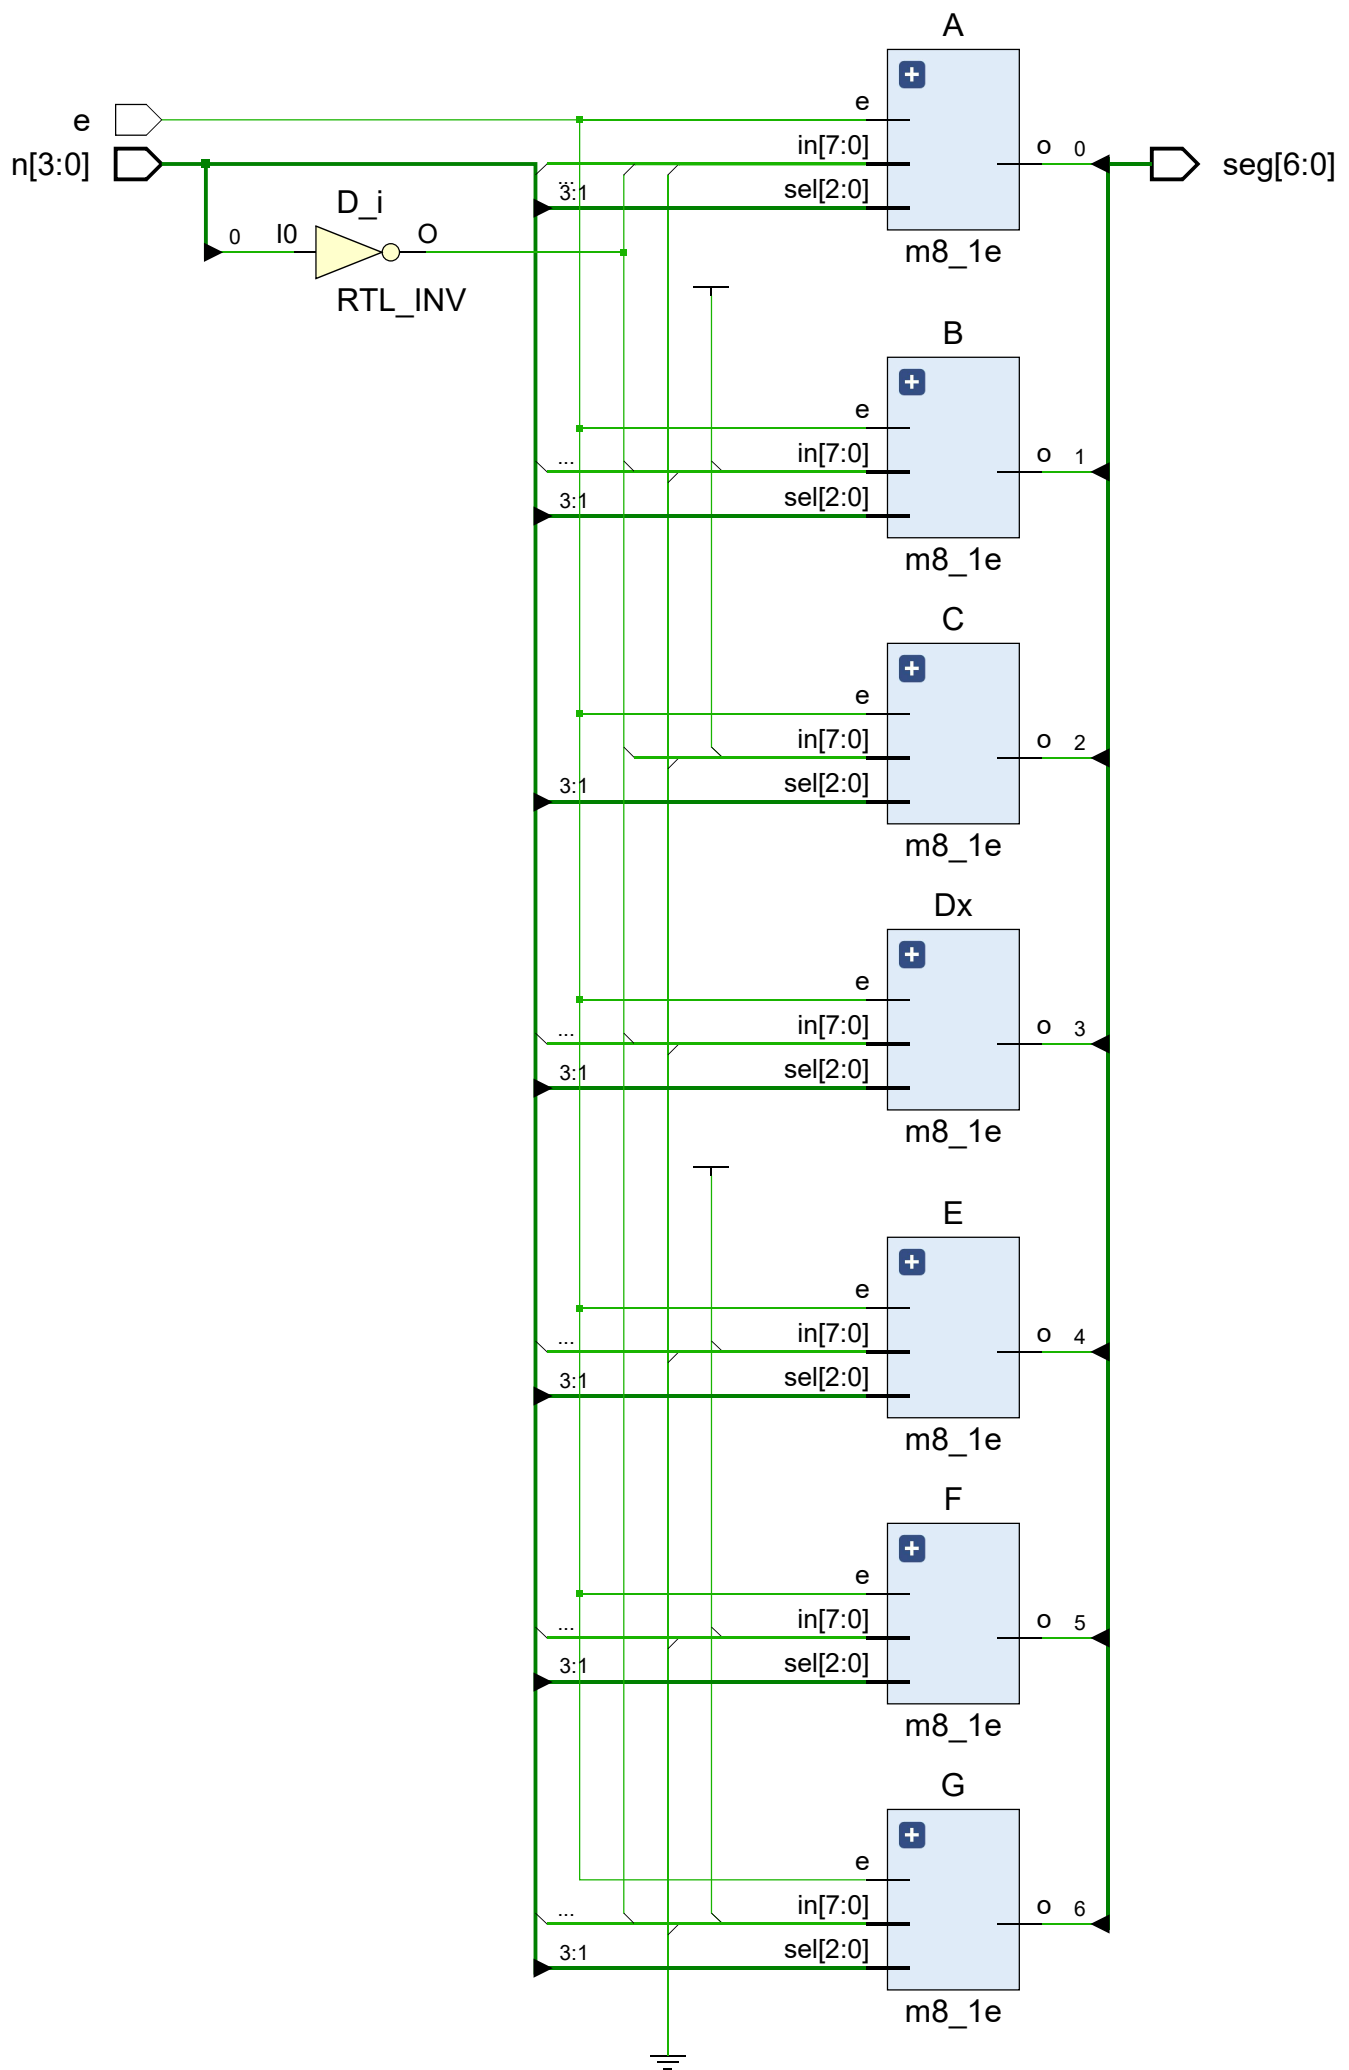 A
e
e
n[3:0]
in[7:0]
o 0
seg[6:0]
...
3:1
sel[2:0]
D_i
0 I0 O
m8_1e
RTL_INV
B
e
...
in[7:0]
o 1
3:1
sel[2:0]
m8_1e
C
e
in[7:0]
o 2
3:1
sel[2:0]
m8_1e
Dx
e
...
in[7:0]
o 3
3:1
sel[2:0]
m8_1e
E
e
...
in[7:0]
o 4
3:1
sel[2:0]
m8_1e
F
e
...
in[7:0]
o 5
3:1
sel[2:0]
m8_1e
G
e
...
in[7:0]
o 6
3:1
sel[2:0]
m8_1e